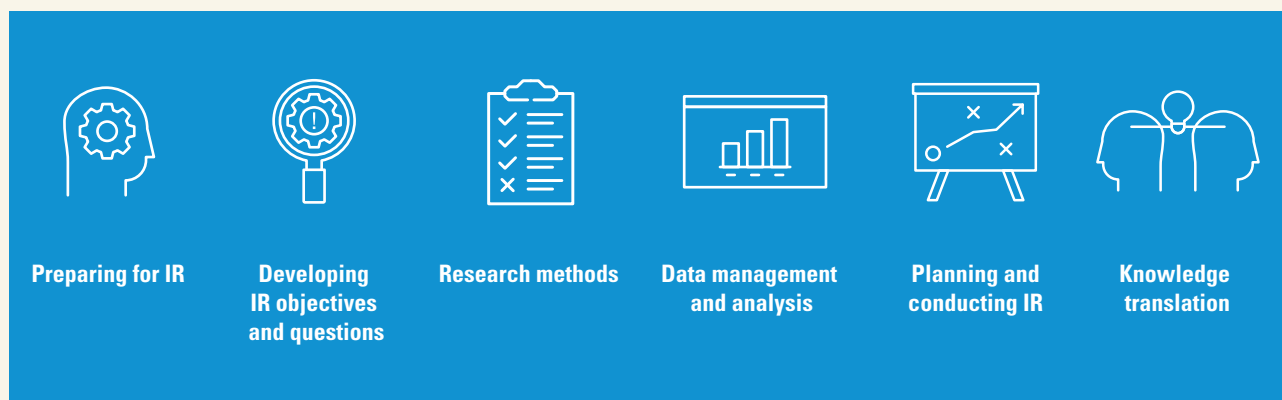 Preparing for IR
Developing
IR objectives
and questions
Research methods
Data management
and analysis
Planning and
conducting IR
Knowledge
translation